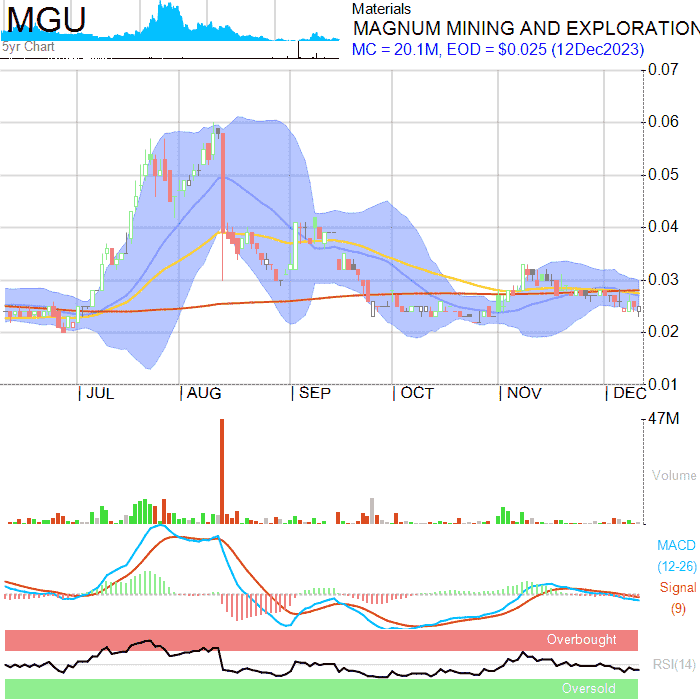 MGU
5yr Chart
Materials
MAGNUM MINING AND EXPLORATION
MC = 20.1M, EOD = $0.025 (12Dec2023)
0.07
0.06
0.05
0.04
0.03
0.02
0.01
JUL AUG SEP OCT NOV DEC
47M
Volume
MACD
(12-26)
Signal
(9)
Overbought
RSI(14)
Oversold